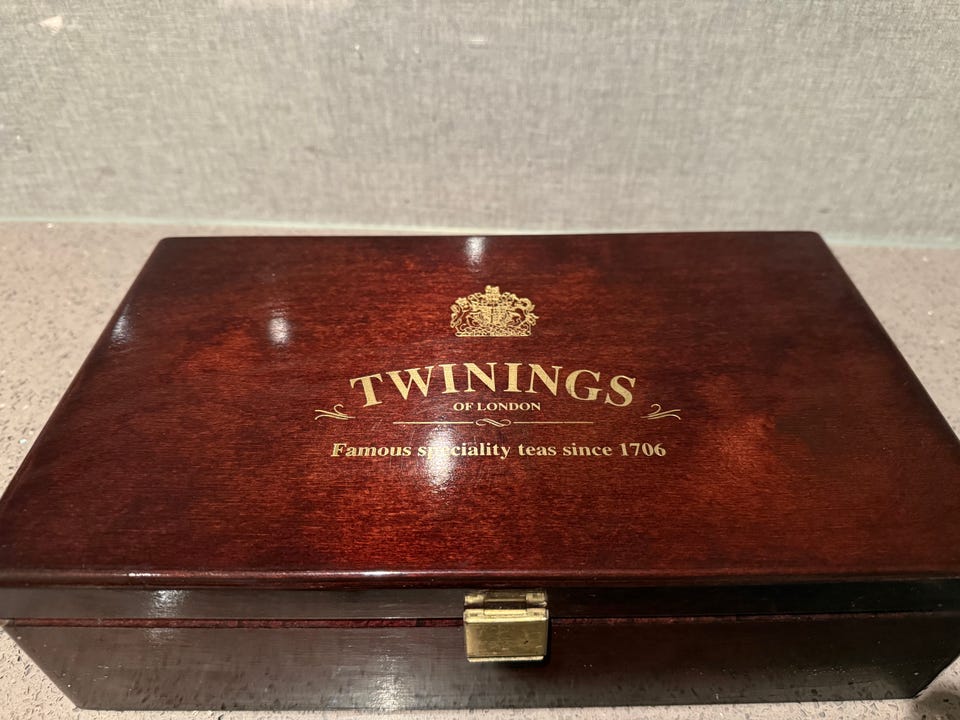 TWININGS
OF LONDON
Famous speciality teas since 1706